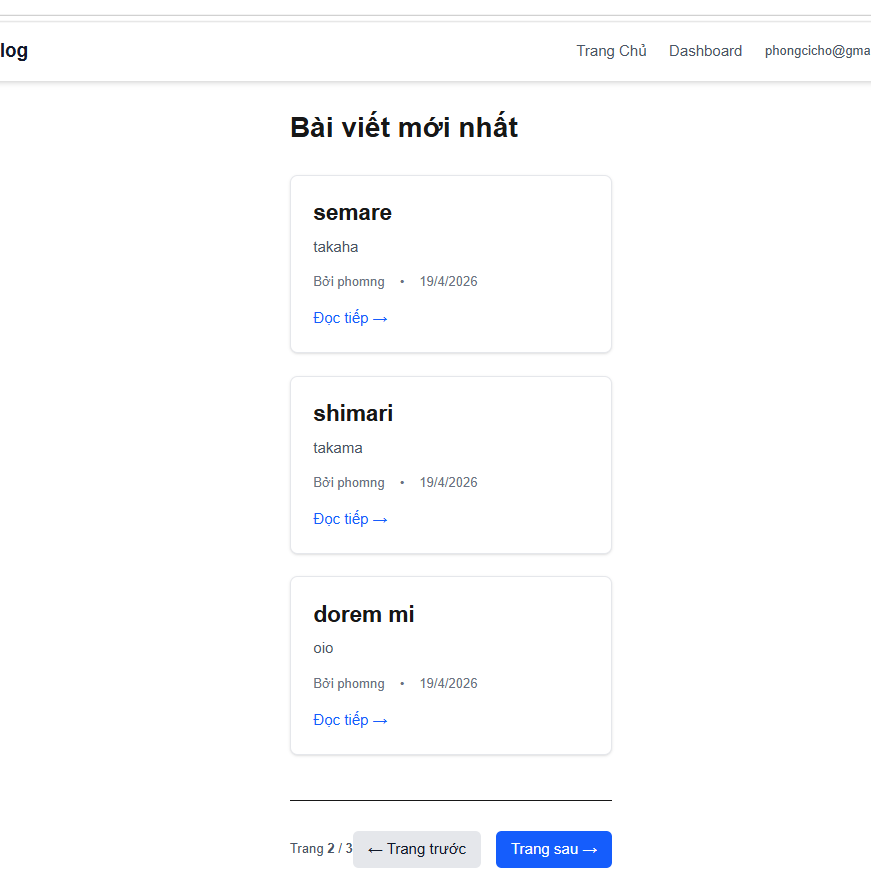 log
Trang Chủ Dashboard phongcicho@gma
Bài viết mới nhất
semare
takaha
Bởi phomng • 19/4/2026
Đọc tiếp →
shimari
takama
Bởi phomng • 19/4/2026
Đọc tiếp →
dorem mi
oio
Bởi phomng • 19/4/2026
Đọc tiếp →
Trang 2 / 3 ← Trang trước Trang sau →